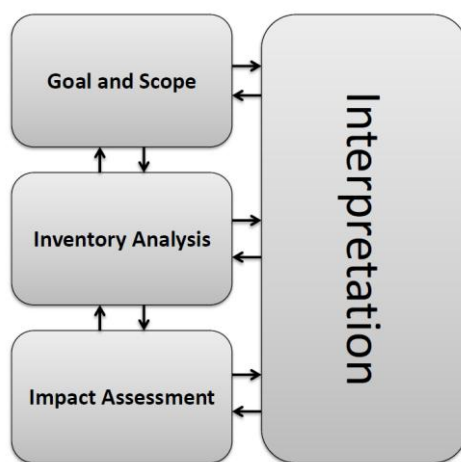 Goal and Scope
Interpretation
Inventory Analysis
Impact Assessment